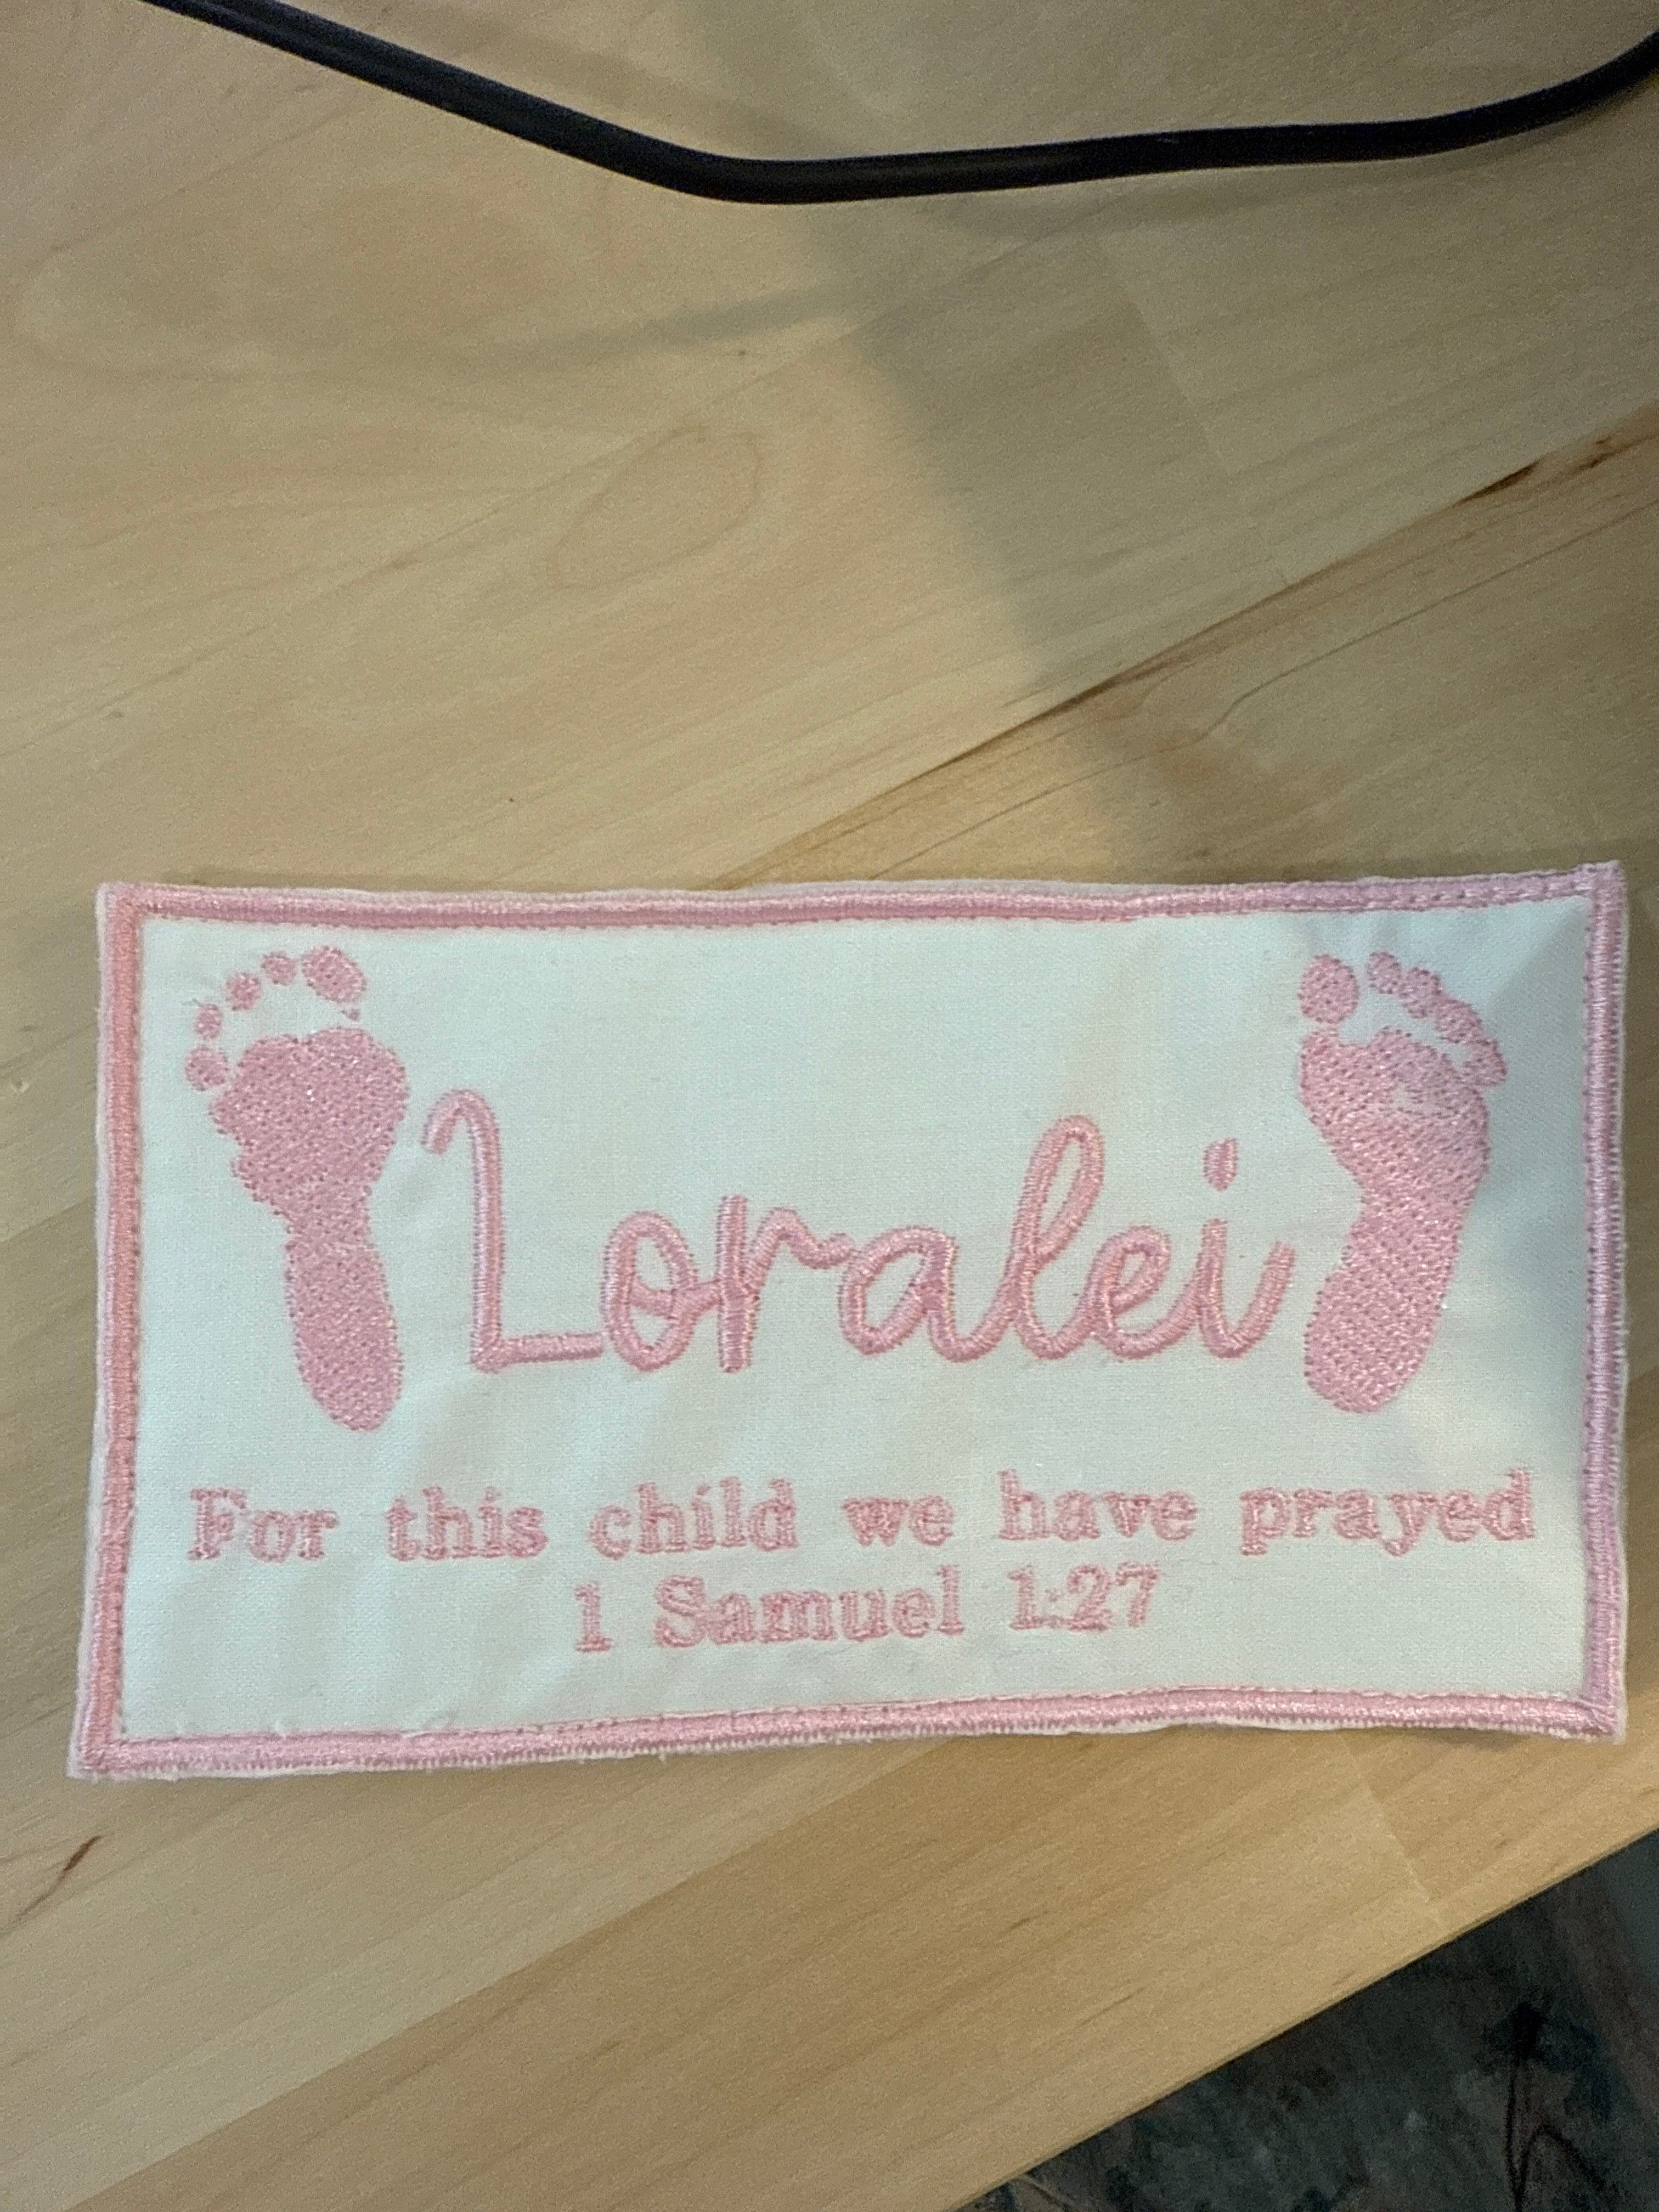 Loralei
For this child we have prayed
1 Samuel 1:27